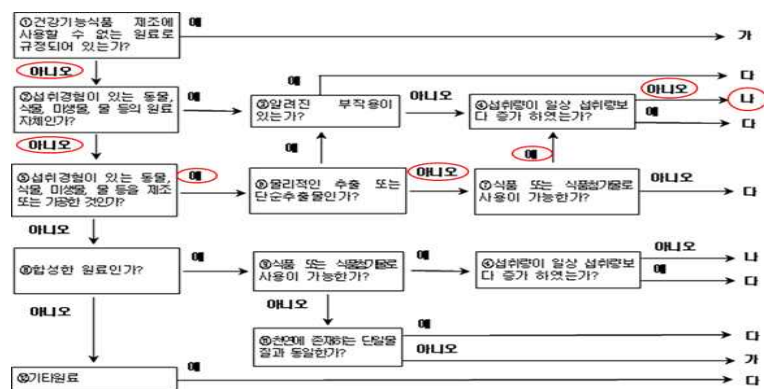 ①건강기능식품 제조에
사용할 수 없는 원료로
규정되어 있는가?
예
가
아니오
②섭취경험이 있는 동물,
식물, 미생물, 물 등의 원료
자체인가?
예
③알려진 부작용이
있는가?
예
다
아니오
④섭취량이 일상 섭취량보
다 증가 하였는가?
아니오
나
예
다
아니오
⑤섭취경험이 있는 동물,
식물, 미생물, 물 등을 제조
또는 가공한 것인가?
예
⑥물리적인 추출 또는
단순추출물인가?
예
아니오
⑦식품 또는 식품첨가물로
사용이 가능한가?
예
아니오
다
아니오
⑧합성한 원료인가?
예
⑨식품 또는 식품첨가물로
사용이 가능한가?
예
④섭취량이 일상 섭취량보
다 증가 하였는가?
아니오
나
예
다
아니오
아니오
천연에 존재하는 단일물
질과 동일한가?
예
다
아니오
가
기타원료
예
다